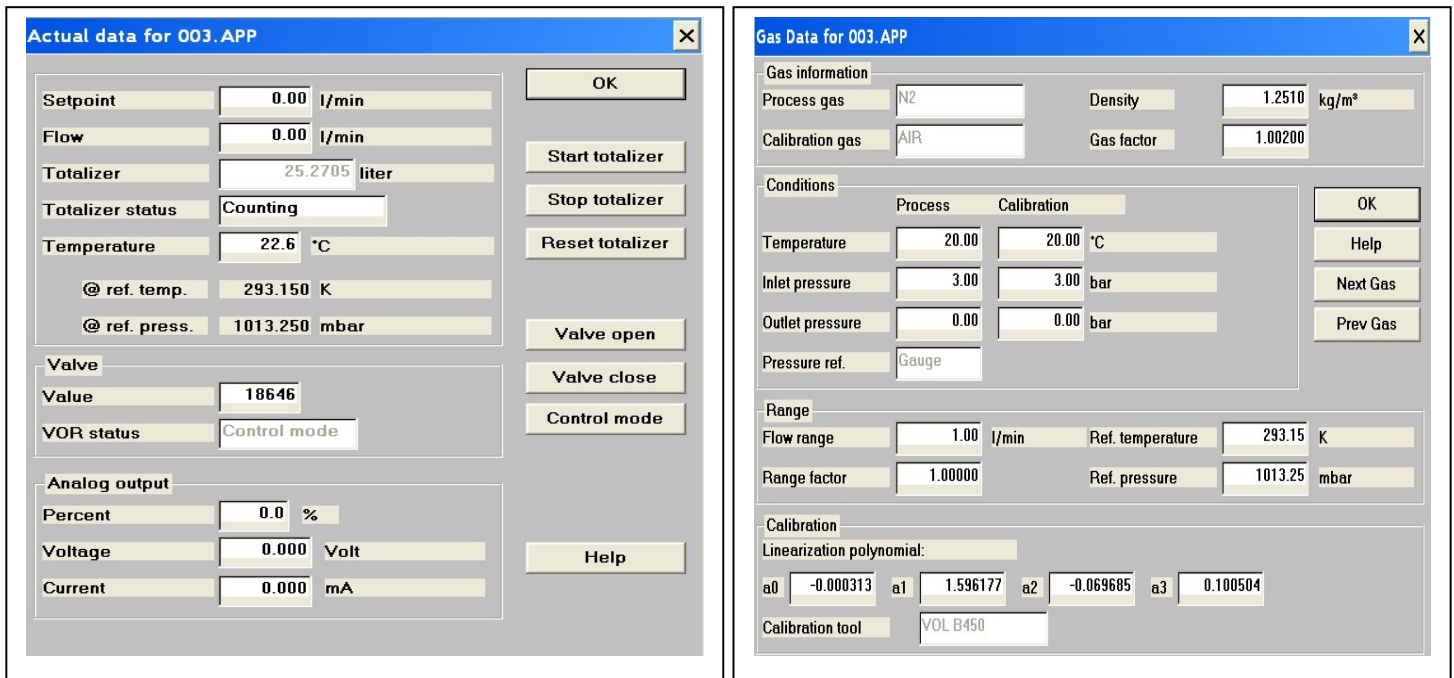 Actual data for 003.APP
Setpoint 0.00 l/min
OK
Flow 0.00 l/min
Totalizer 25.2705 liter
Start totalizer
Totalizer status Counting
Stop totalizer
Temperature 22.6 °C
Reset totalizer
@ ref. temp. 293.150 K
@ ref. press. 1013.250 mbar
Valve open
Valve
Valve close
Value 18646
Control mode
VOR status Control mode
Analog output
Percent 0.0 %
Voltage 0.000 Volt
Help
Current 0.000 mA
Gas Data for 003.APP
Gas information
Process gas N2 Density 1.2510 kg/m³
Calibration gas AIR Gas factor 1.00200
Conditions
Process Calibration
OK
Temperature 20.00 20.00 °C
Help
Inlet pressure 3.00 3.00 bar
Next Gas
Outlet pressure 0.00 0.00 bar
Prev Gas
Pressure ref. Gauge
Range
Flow range 1.00 l/min Ref. temperature 293.15 K
Range factor 1.00000 Ref. pressure 1013.25 mbar
Calibration
Linearization polynomial:
a0 -0.000313 a1 1.596177 a2 -0.069685 a3 0.100504
Calibration tool VOL B450